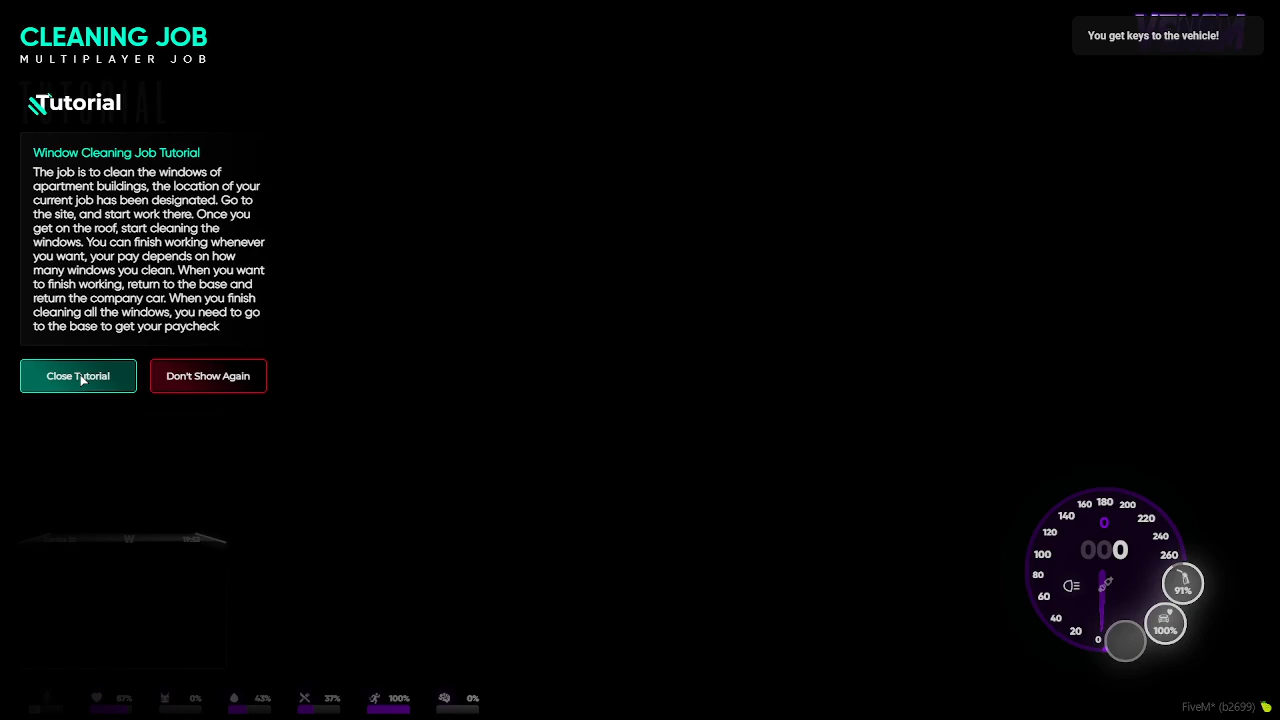 CLEANING JOB
MULTIPLAYER JOB
TUTORIAL
Tutorial
Window Cleaning Job Tutorial
The job is to clean the windows of
apartment buildings, the location of your
current job has been designated. Go to
the site, and start work there. Once you
get on the roof, start cleaning the
windows. You can finish working whenever
you want, your pay depends on how
many windows you clean. When you want
to finish working, return to the base and
return the company car. When you finish
cleaning all the windows, you need to go
to the base to get your paycheck
Close Tutorial
Don't Show Again
You get keys to the vehicle!
VENOM
0
20
40
60
80
100
120
140
160
180
200
220
240
260
0
000
91%
100%
W
87%
0%
43%
37%
100%
0%
FiveM* (b2699)